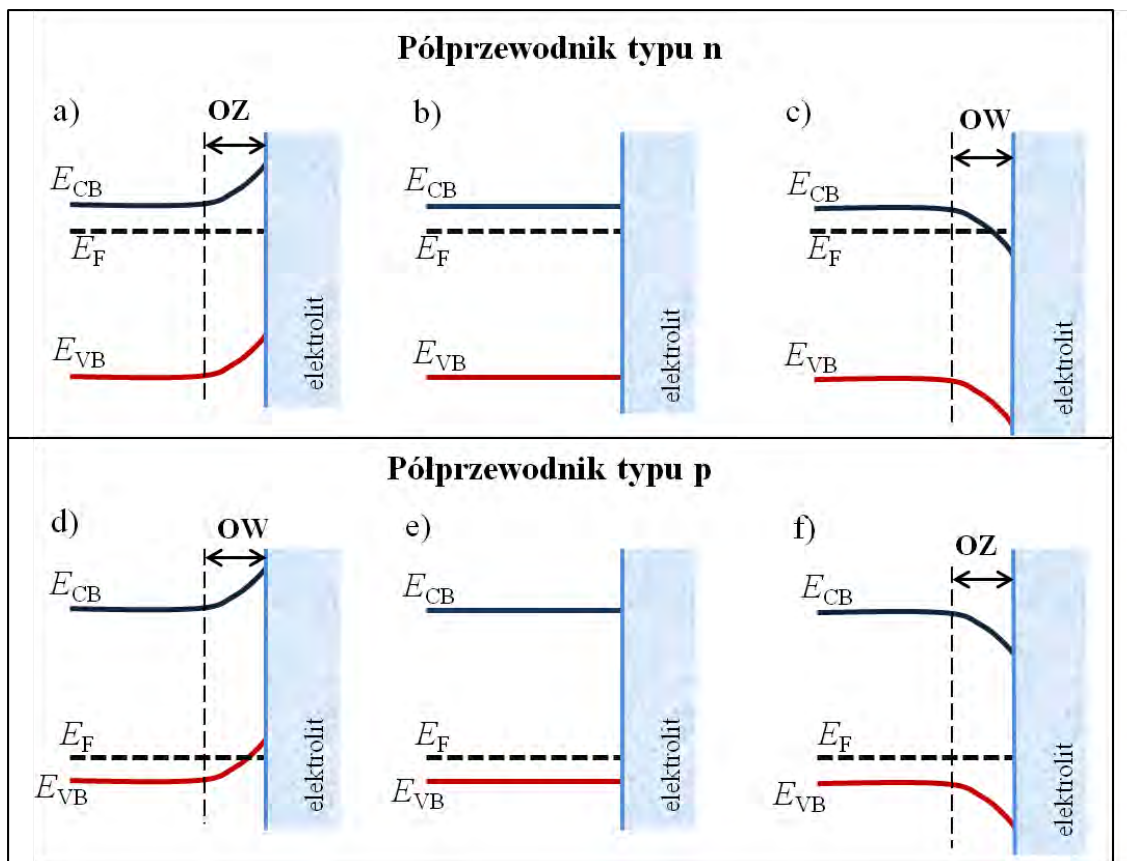 Półprzewodnik typu n
a)
OZ
b)
c)
OW
E_CB
E_CB
E_CB
E_F
E_F
E_F
E_VB
E_VB
E_VB
elektrolit
elektrolit
elektrolit
Półprzewodnik typu p
d)
OW
e)
f)
OZ
E_CB
E_CB
E_CB
E_F
E_F
E_F
E_VB
E_VB
E_VB
elektrolit
elektrolit
elektrolit